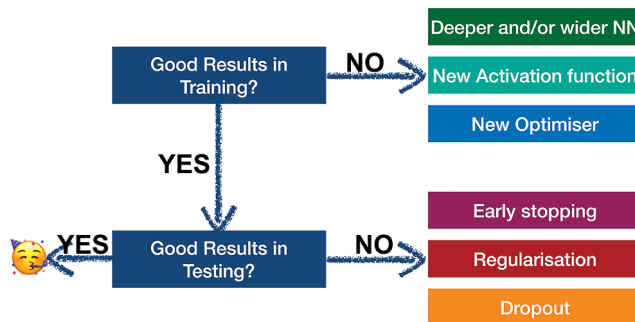 Deeper and/or wider NN
Good Results in
Training?
NO
New Activation function
New Optimiser
YES
Early stopping
YES
Good Results in
Testing?
NO
Regularisation
Dropout